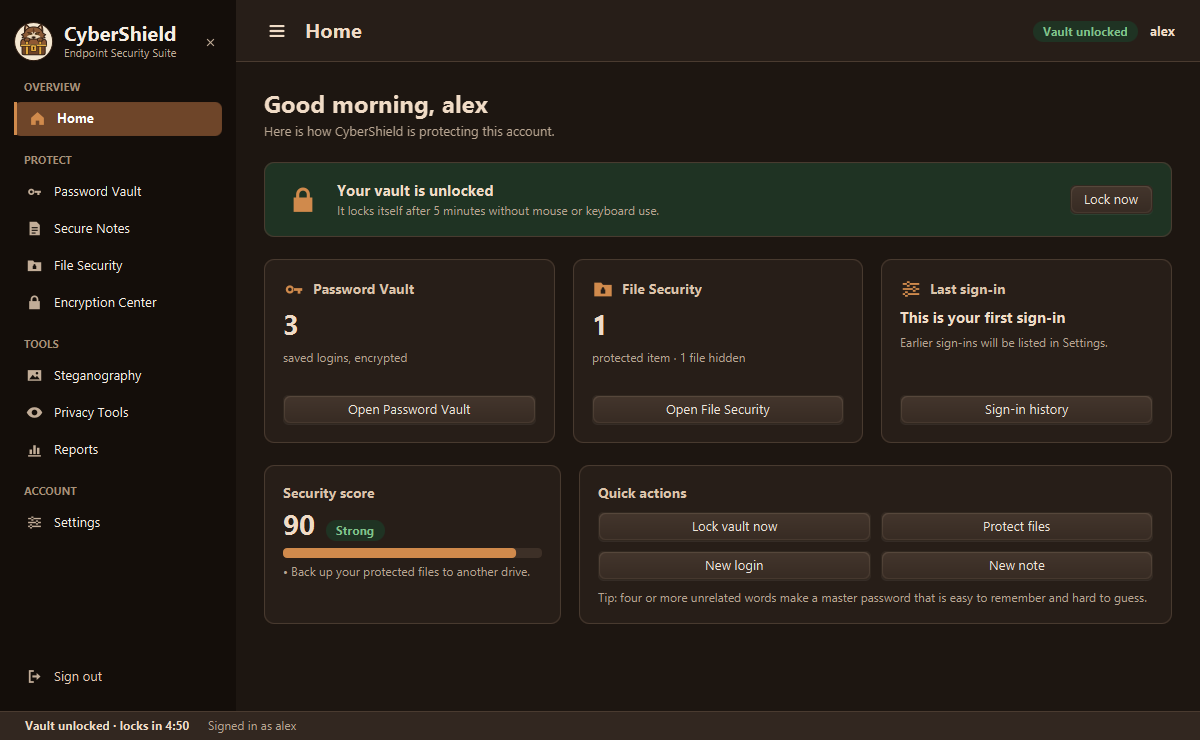 CyberShield
Endpoint Security Suite
×
OVERVIEW
Home
PROTECT
Password Vault
Secure Notes
File Security
Encryption Center
TOOLS
Steganography
Privacy Tools
Reports
ACCOUNT
Settings
Sign out
Home
Vault unlocked
alex
Good morning, alex
Here is how CyberShield is protecting this account.
Your vault is unlocked
It locks itself after 5 minutes without mouse or keyboard use.
Lock now
Password Vault
3
saved logins, encrypted
Open Password Vault
File Security
1
protected item · 1 file hidden
Open File Security
Last sign-in
This is your first sign-in
Earlier sign-ins will be listed in Settings.
Sign-in history
Security score
90 Strong
• Back up your protected files to another drive.
Quick actions
Lock vault now
Protect files
New login
New note
Tip: four or more unrelated words make a master password that is easy to remember and hard to guess.
Vault unlocked · locks in 4:50
Signed in as alex